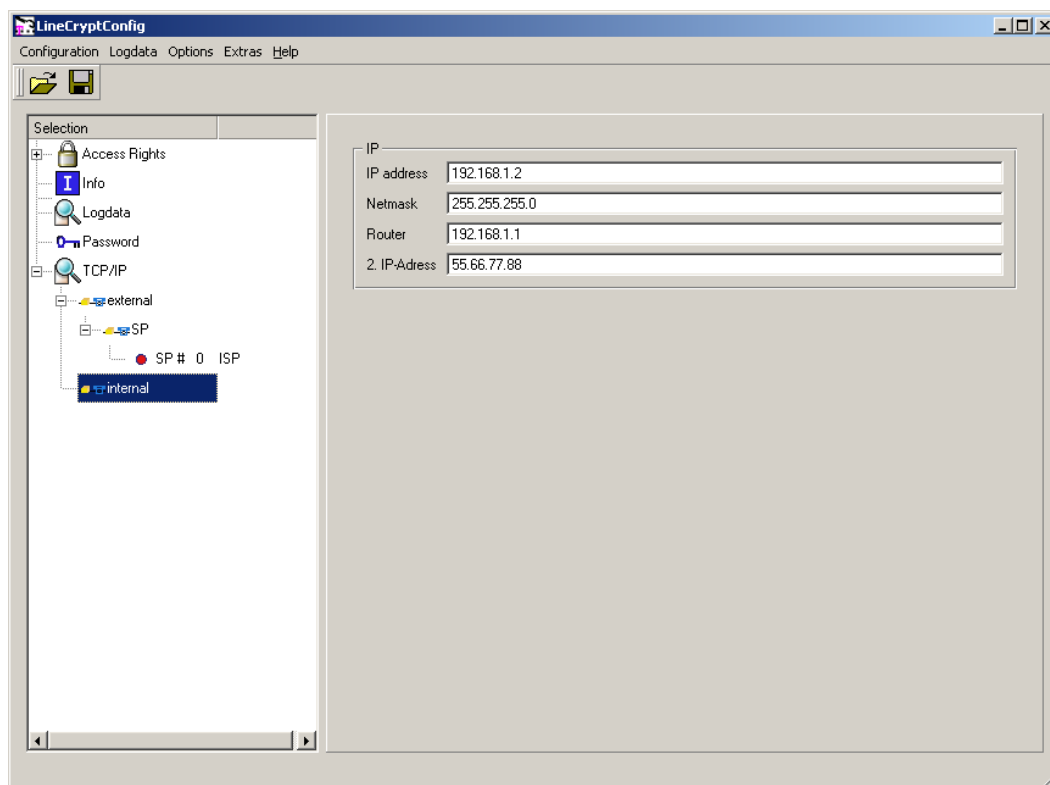 LineCryptConfig
Configuration Logdata Options Extras Help
Selection
Access Rights
I Info
Logdata
Password
TCP/IP
external
SP
SP # 0 ISP
internal
IP
IP address 192.168.1.2
Netmask 255.255.255.0
Router 192.168.1.1
2. IP-Adress 55.66.77.88